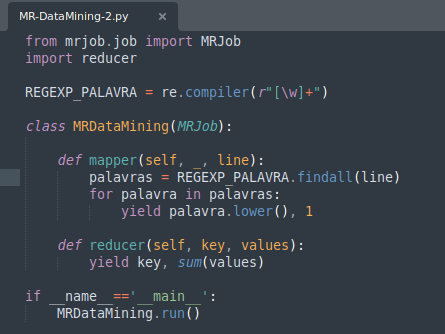 MR-DataMining-2.py ×
from mrjob.job import MRJob
import reducer
REGEXP_PALAVRA = re.compiler(r"[\w]+")
class MRDataMining(MRJob):
def mapper(self, _, line):
palavras = REGEXP_PALAVRA.findall(line)
for palavra in palavras:
yield palavra.lower(), 1
def reducer(self, key, values):
yield key, sum(values)
if __name__=='__main__':
MRDataMining.run()